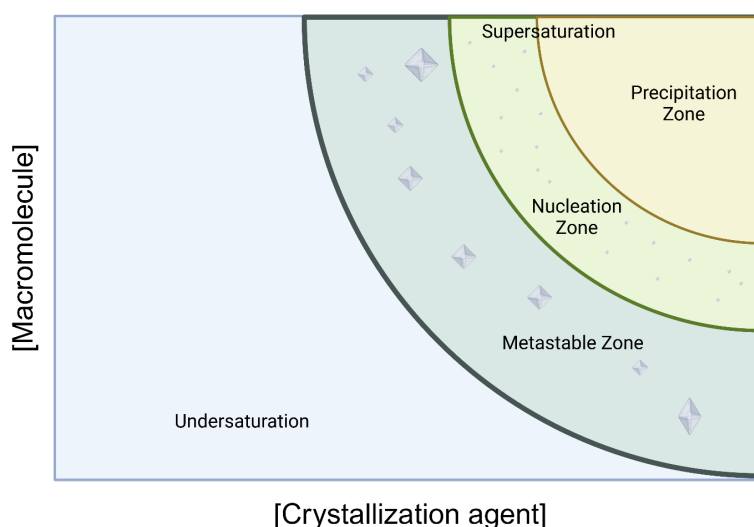 Supersaturation
Precipitation
Zone
Nucleation
Zone
Metastable Zone
Undersaturation
[Macromolecule]
[Crystallization agent]